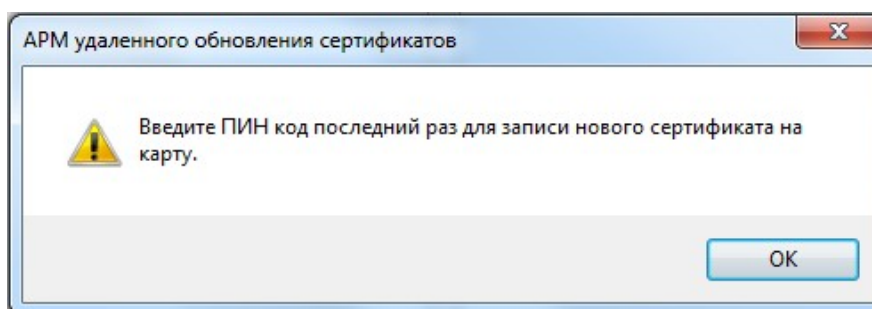 АРМ удаленного обновления сертификатов
Введите ПИН код последний раз для записи нового сертификата на
карту.
OK